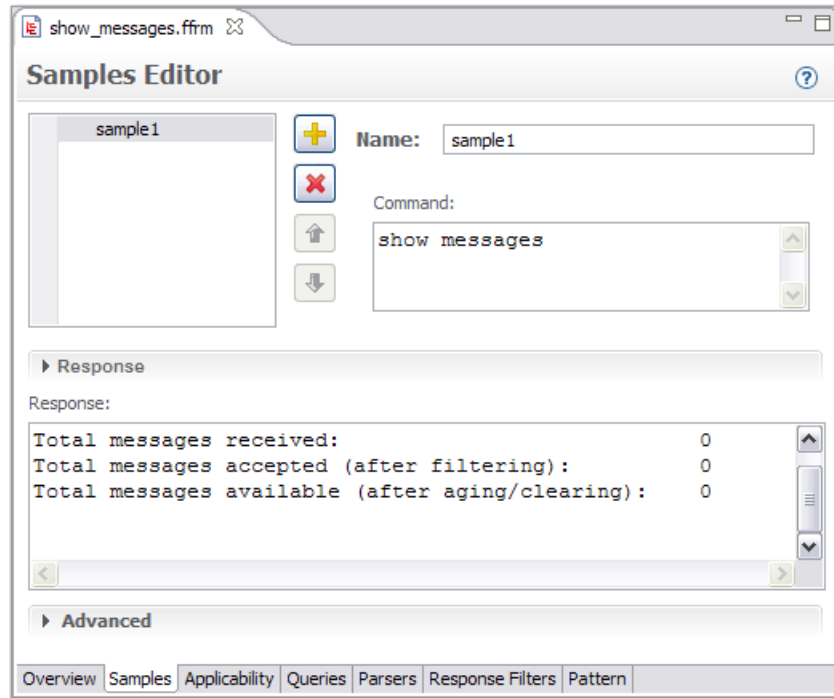 show_messages.ffrm
Samples Editor
sample1
Name: sample1
Command:
show messages
Response
Response:
Total messages received: 0
Total messages accepted (after filtering): 0
Total messages available (after aging/clearing): 0
Advanced
Overview Samples Applicability Queries Parsers Response Filters Pattern